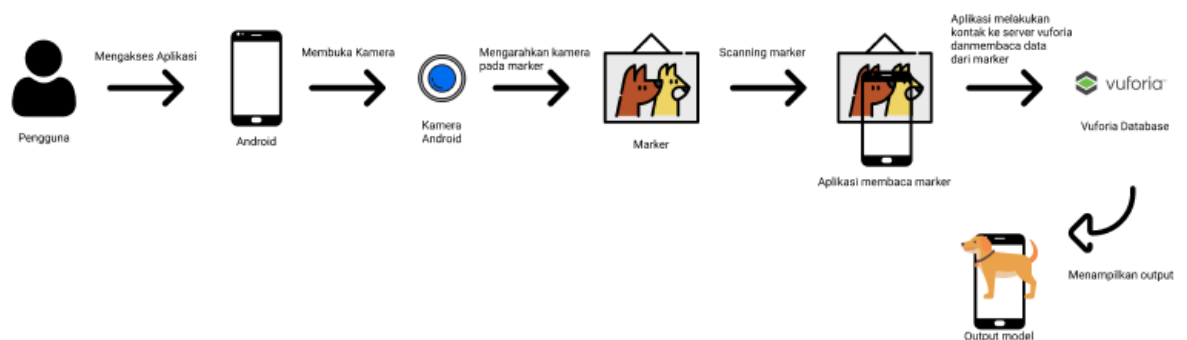 Mengakses Aplikasi
Membuka Kamera
Mengarahkan kamera
pada marker
Scanning marker
Aplikasi melakukan
kontak ke server vuforia
danmembaca data
dari marker
vuforia™
Pengguna
Android
Kamera
Android
Marker
Aplikasi membaca marker
Vuforia Database
Menampilkan output
Output model